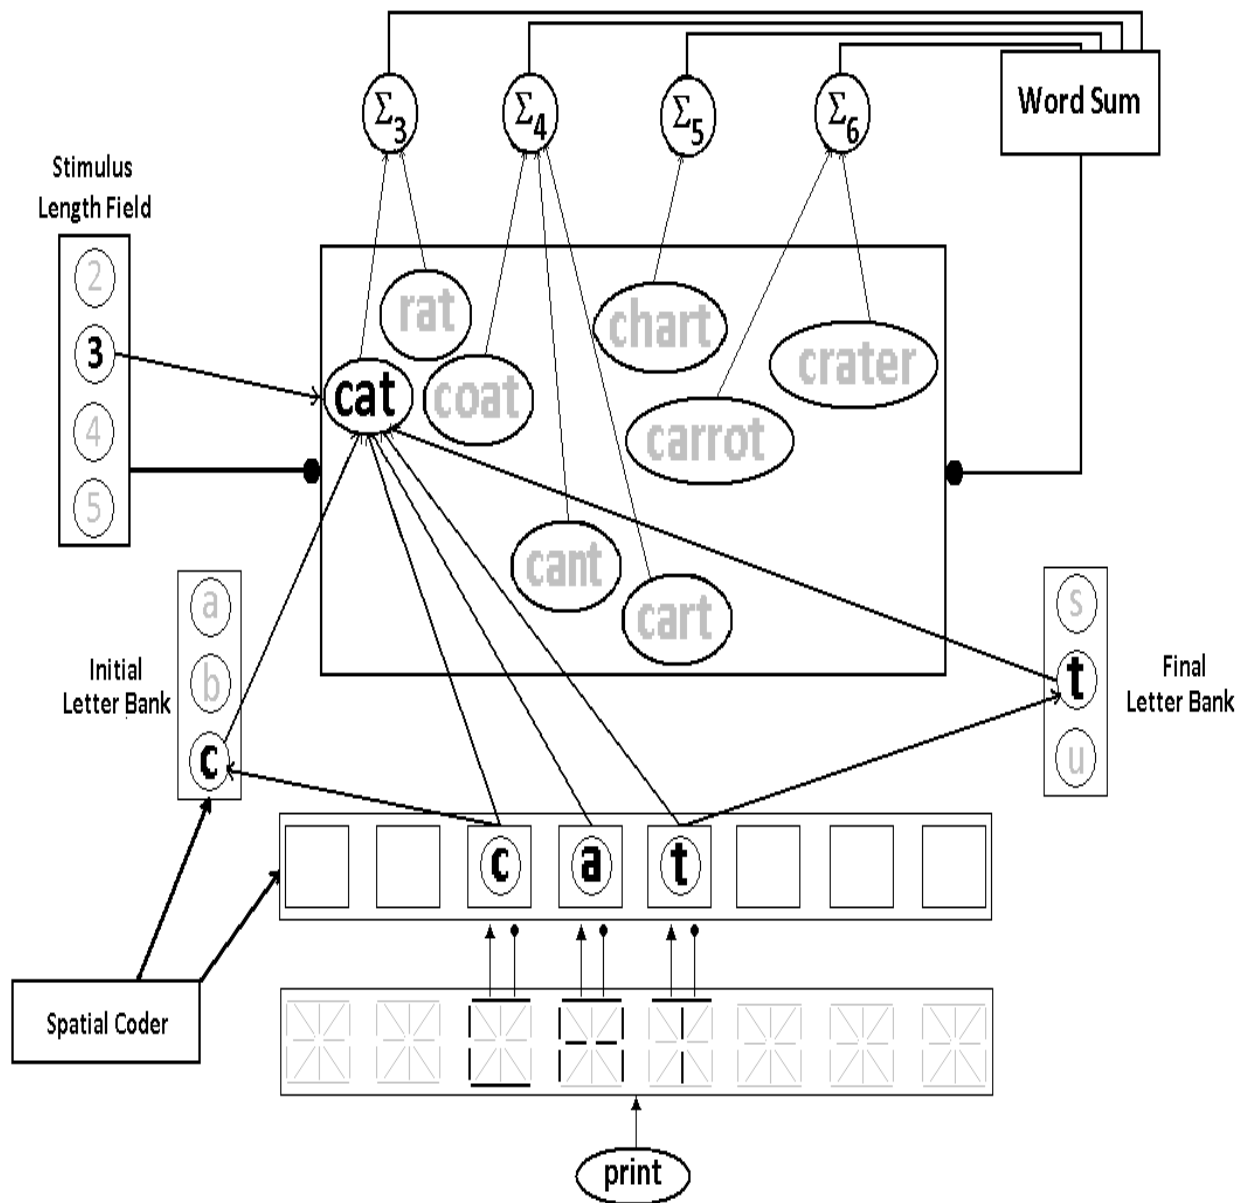 Σ3
Σ4
Σ5
Σ6
Word Sum
Stimulus
Length Field
2
3
4
5
rat
cat
coat
chart
crater
carrot
cant
cart
a
b
c
Initial
Letter Bank
s
t
u
Final
Letter Bank
c a t
Spatial Coder
print